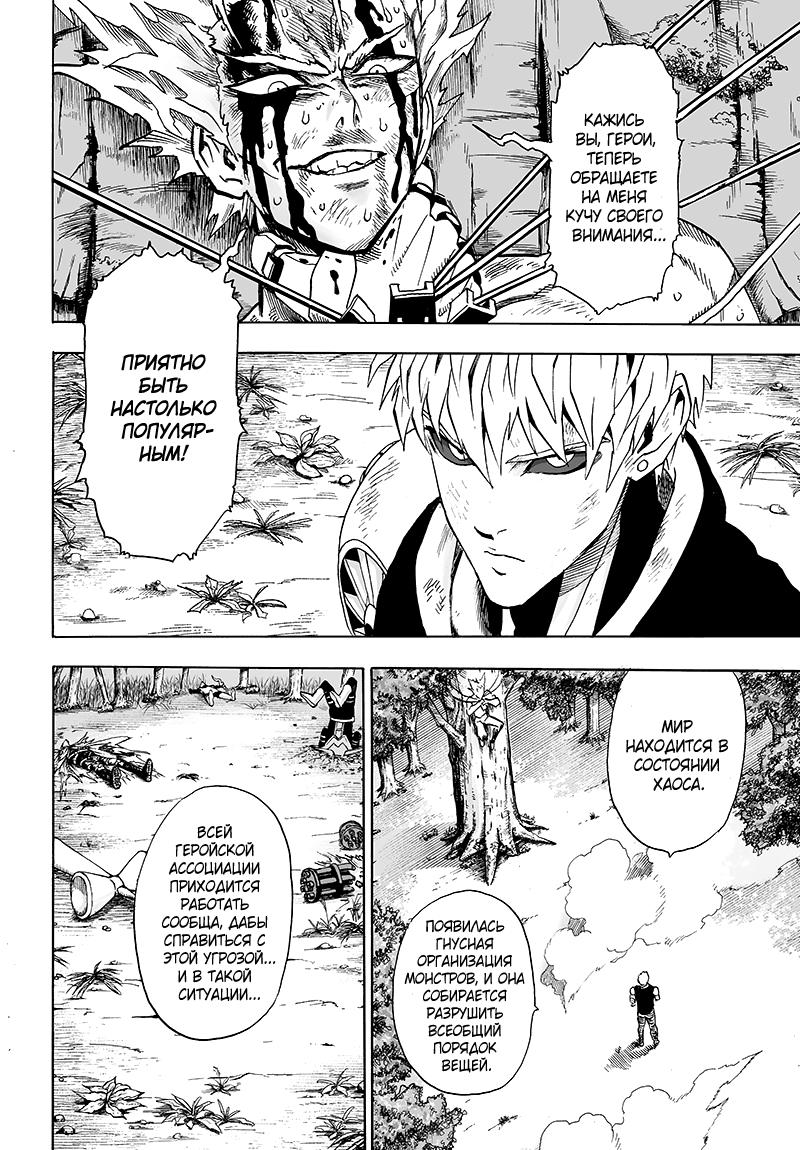 КАЖИСЬ
ВЫ, ГЕРОИ,
ТЕПЕРЬ
ОБРАЩАЕТЕ
НА МЕНЯ
КУЧУ СВОЕГО
ВНИМАНИЯ...
ПРИЯТНО
БЫТЬ
НАСТОЛЬКО
ПОПУЛЯР-
НЫМ!
МИР
НАХОДИТСЯ В
СОСТОЯНИИ
ХАОСА.
ПОЯВИЛАСЬ
ГНУСНАЯ
ОРГАНИЗАЦИЯ
МОНСТРОВ, И ОНА
СОБИРАЕТСЯ
РАЗРУШИТЬ
ВСЕОБЩИЙ
ПОРЯДОК
ВЕЩЕЙ.
ВСЕЙ
ГЕРОЙСКОЙ
АССОЦИАЦИИ
ПРИХОДИТСЯ
РАБОТАТЬ
СООБЩА, ДАБЫ
СПРАВИТЬСЯ С
ЭТОЙ УГРОЗОЙ...
И В ТАКОЙ
СИТУАЦИИ...